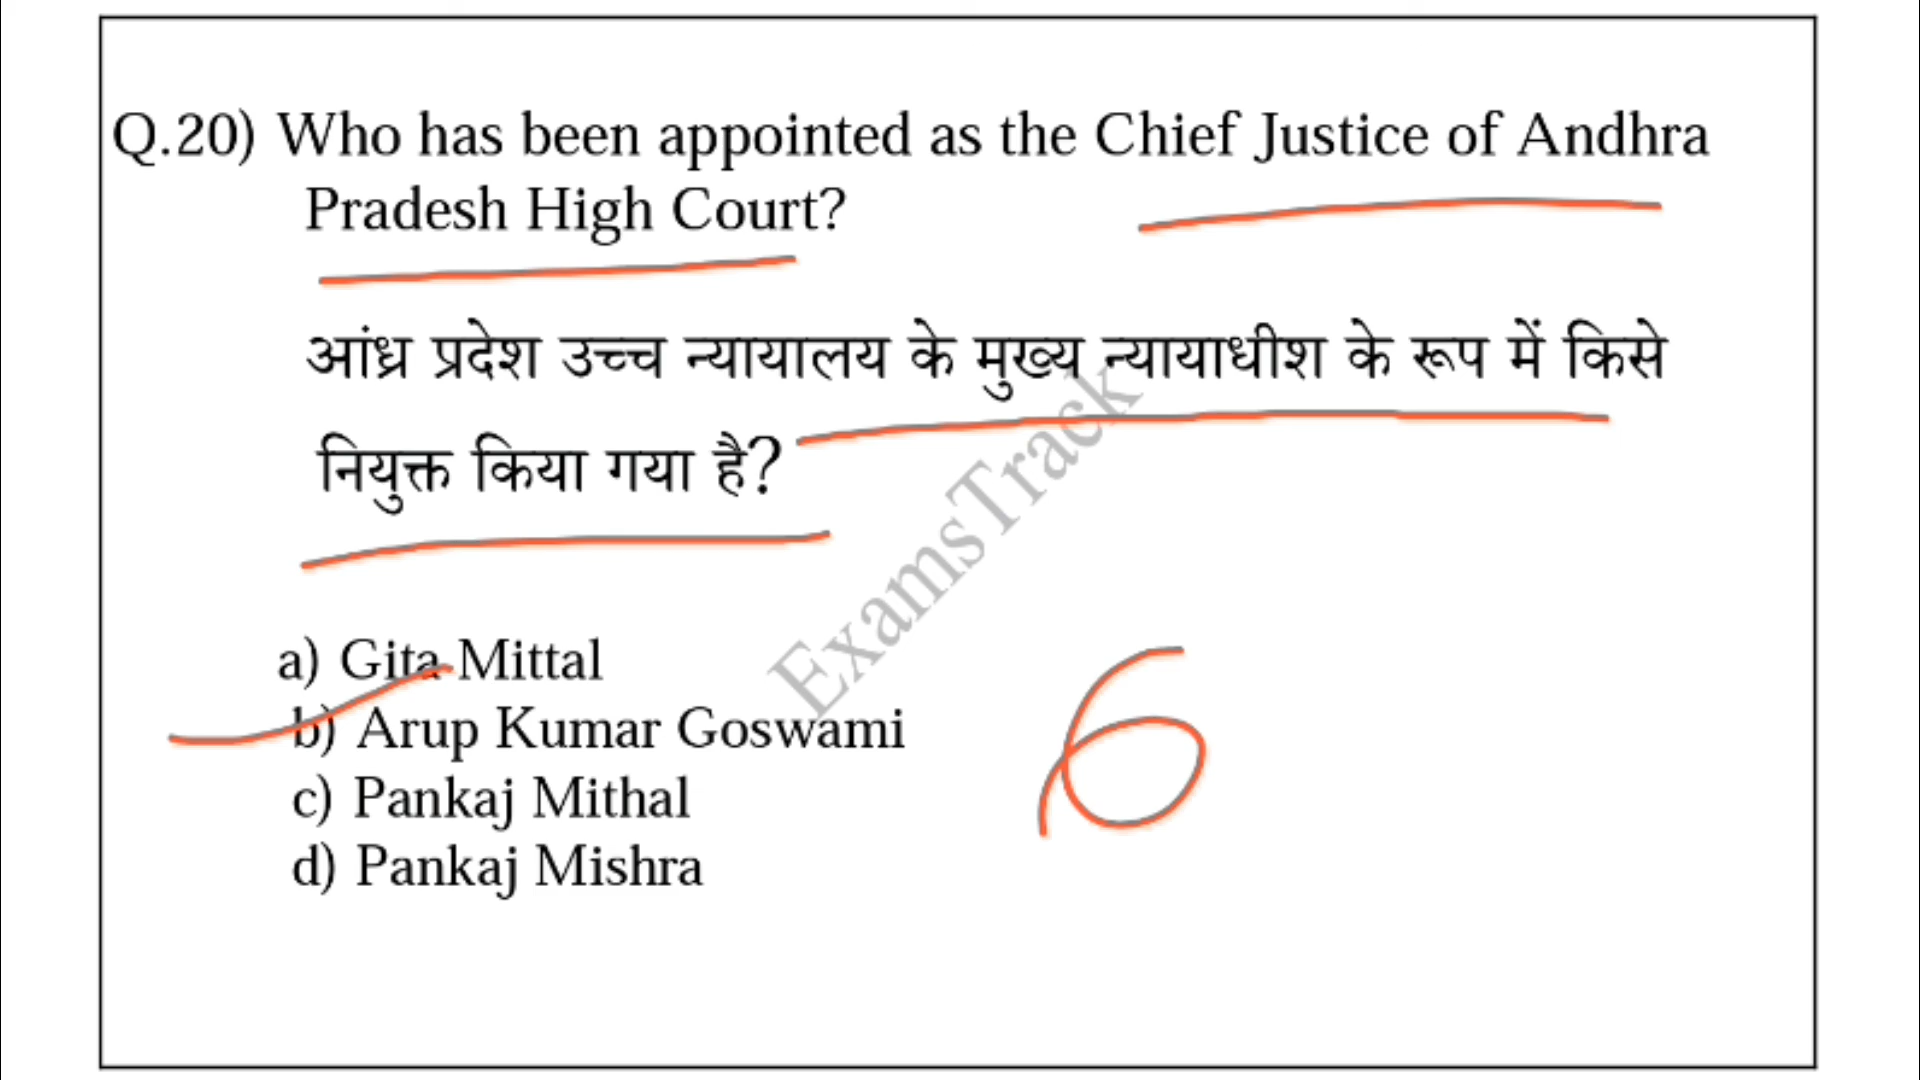 Q.20) Who has been appointed as the Chief Justice of Andhra
Pradesh High Court?
आंध्र प्रदेश उच्च न्यायालय के मुख्य न्यायाधीश के रूप में किसे
नियुक्त किया गया है?
a) Gita Mittal
b) Arup Kumar Goswami
c) Pankaj Mithal
d) Pankaj Mishra
ExamsTrack
6